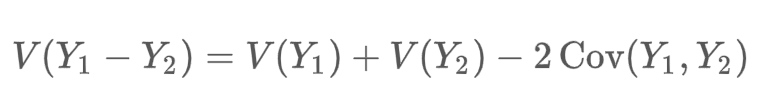 V(Y₁ − Y₂) = V(Y₁) + V(Y₂) − 2 Cov(Y₁, Y₂)